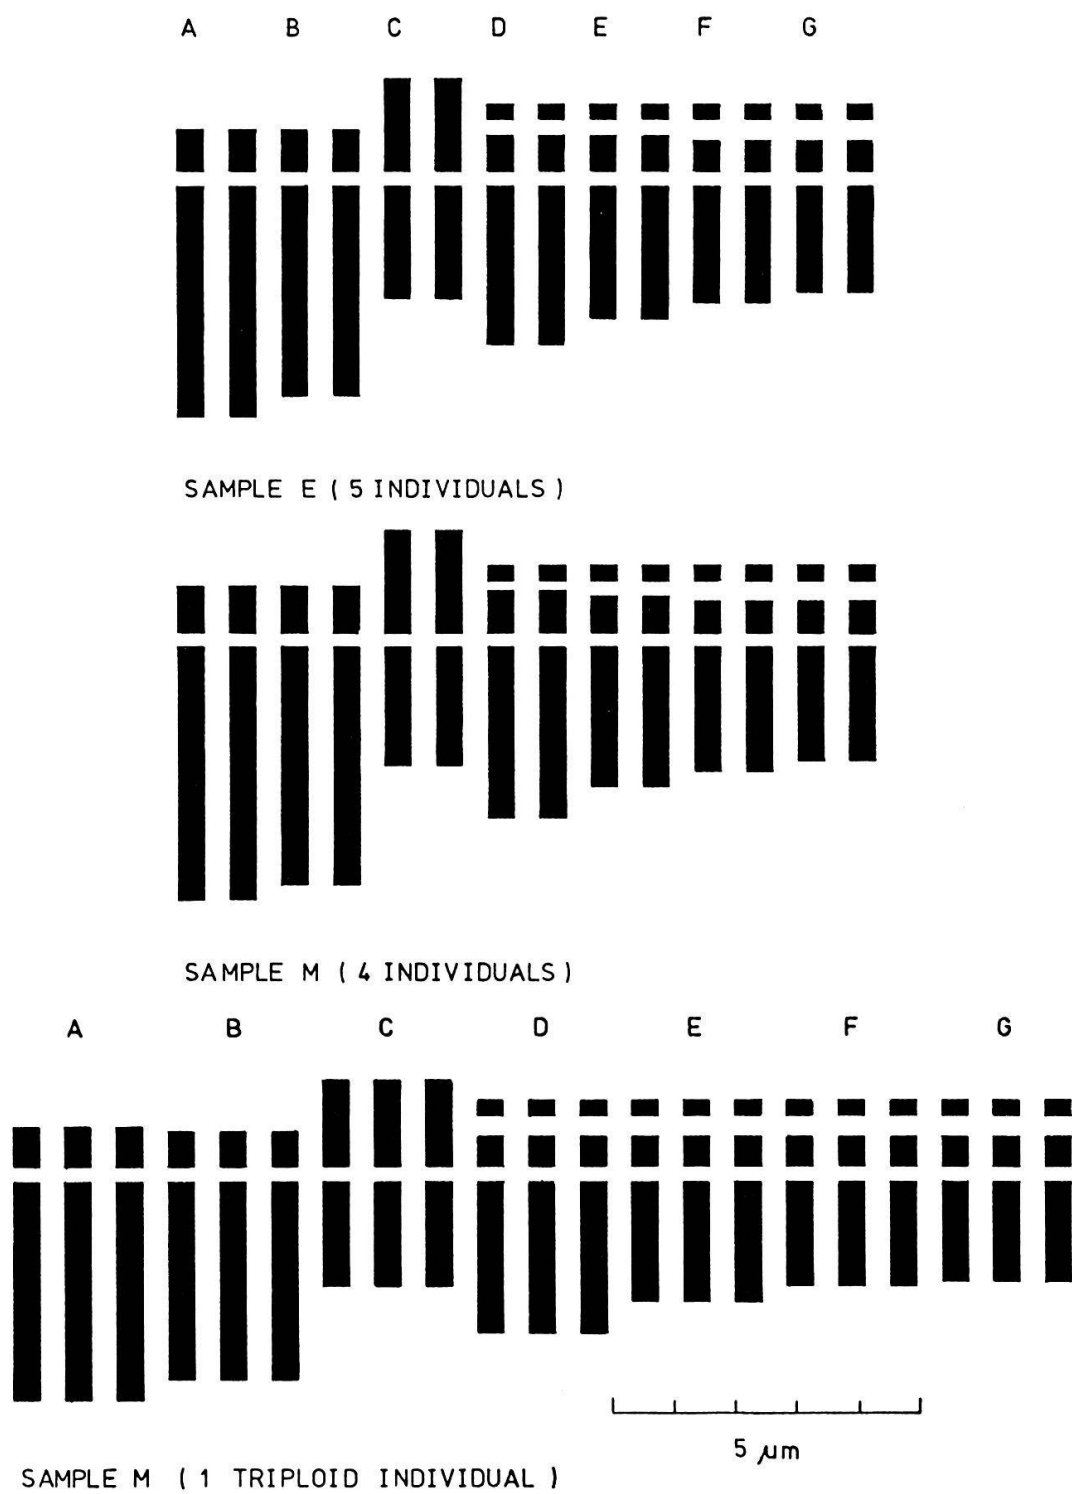 A B C D E F G
SAMPLE E ( 5 INDIVIDUALS )
SAMPLE M ( 4 INDIVIDUALS )
A B C D E F G
5 µm
SAMPLE M ( 1 TRIPLOID INDIVIDUAL )